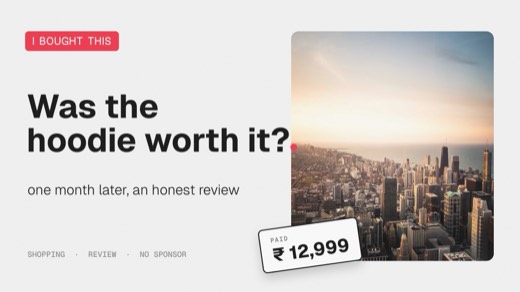 I BOUGHT THIS
Was the
hoodie worth it?
one month later, an honest review
SHOPPING · REVIEW · NO SPONSOR
PAID
₹ 12,999